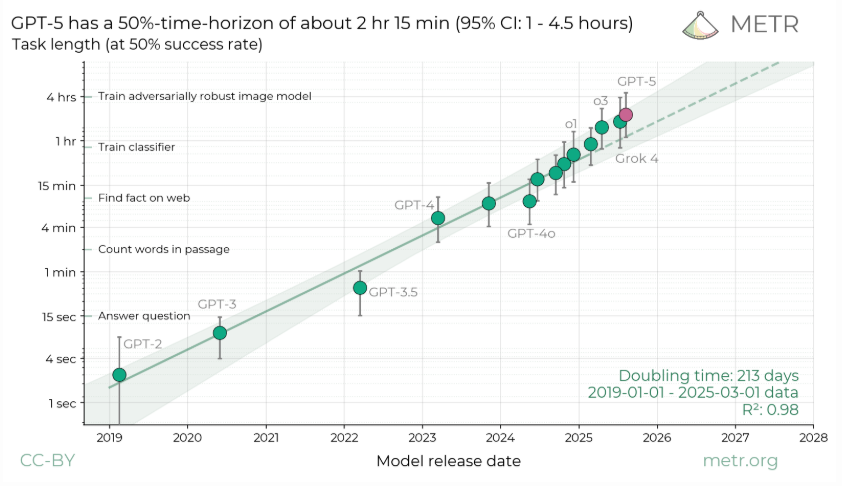 GPT-5 has a 50%-time-horizon of about 2 hr 15 min (95% CI: 1 - 4.5 hours)
Task length (at 50% success rate)
METR
4 hrs
Train adversarially robust image model
1 hr
Train classifier
15 min
Find fact on web
4 min
Count words in passage
1 min
15 sec
Answer question
4 sec
1 sec
GPT-2
GPT-3
GPT-3.5
GPT-4
GPT-4o
o1
o3
Grok 4
GPT-5
Doubling time: 213 days
2019-01-01 - 2025-03-01 data
R²: 0.98
2019 2020 2021 2022 2023 2024 2025 2026 2027 2028
CC-BY
Model release date
metr.org